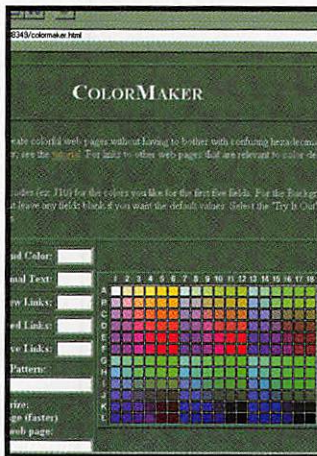 8349/colormaker.html
COLORMAKER
eate colorful web pages without having to bother with confusing hexadecim
see the tutorial. For links to other web pages that are relevant to color de
codes (ex: J10) for the colors you like for the first five fields. For the Backgr
leave any fields blank if you want the default values. Select the "Try It Out"
nd Color:
mal Text:
1 2 3 4 5 6 7 8 9 10 11 12 13 14 15 16 17 18
ew Links:
ed Links:
ve Links:
Pattern:
A
B
C
D
E
F
G
H
I
J
K
L
rize:
ge (faster)
web page: